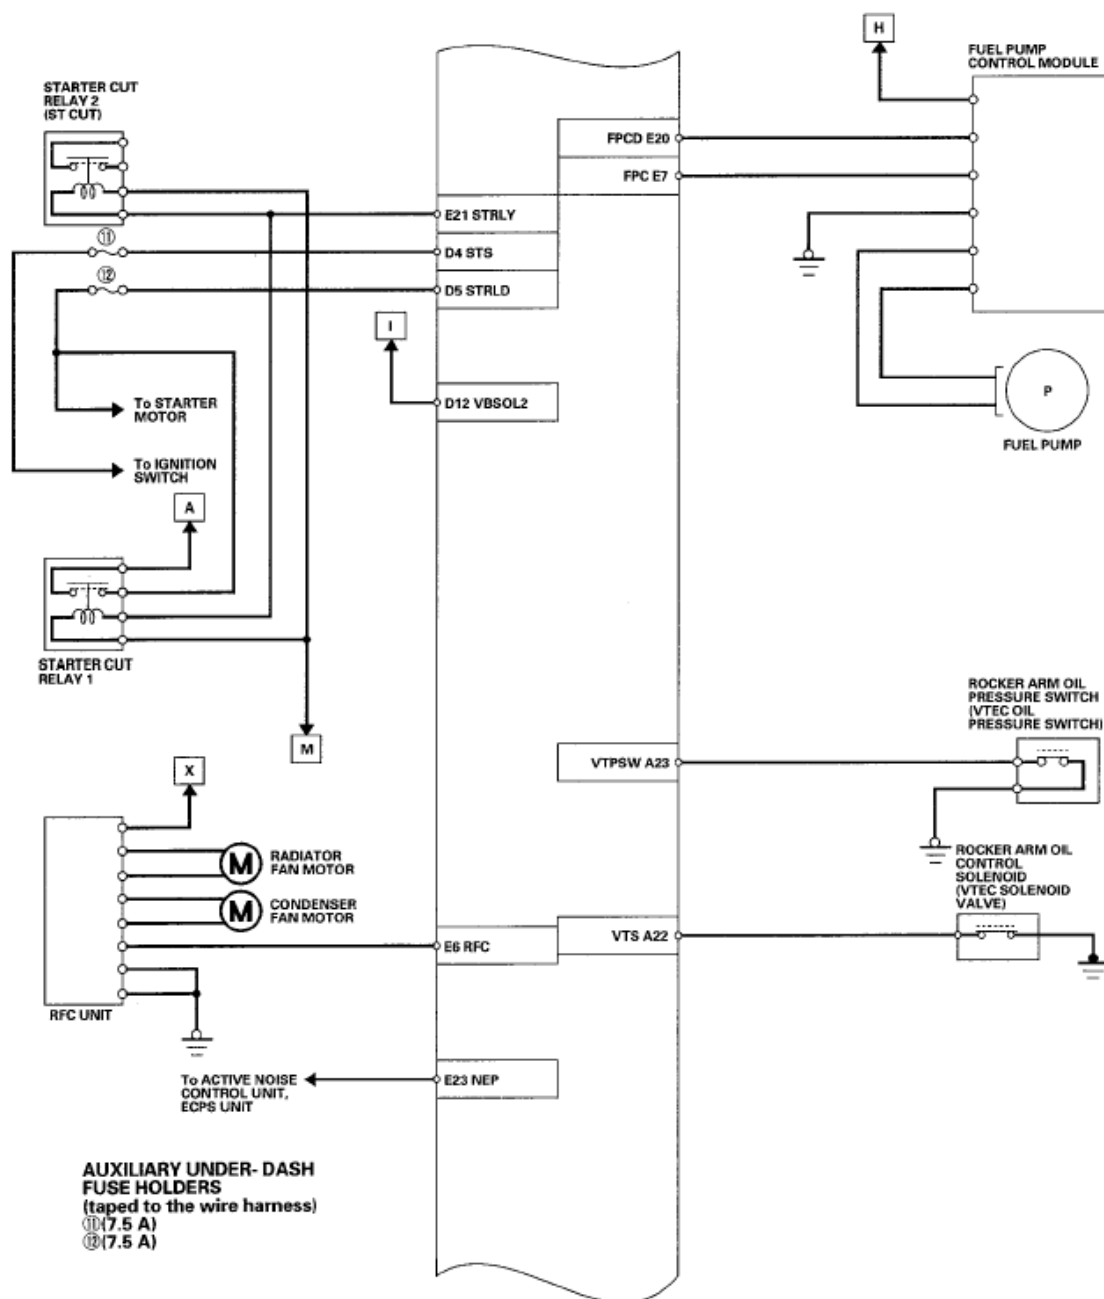 H
FUEL PUMP
CONTROL MODULE
STARTER CUT
RELAY 2
(ST CUT)
FPCD E20
FPC E7
E21 STRLY
⑪
D4 STS
⑫
D5 STRLD
I
D12 VBSOL2
To STARTER
MOTOR
P
FUEL PUMP
To IGNITION
SWITCH
A
STARTER CUT
RELAY 1
M
ROCKER ARM OIL
PRESSURE SWITCH
(VTEC OIL
PRESSURE SWITCH)
VTPSW A23
X
RADIATOR
FAN MOTOR
M
CONDENSER
FAN MOTOR
M
ROCKER ARM OIL
CONTROL
SOLENOID
(VTEC SOLENOID
VALVE)
E6 RFC
VTS A22
RFC UNIT
To ACTIVE NOISE
CONTROL UNIT,
ECPS UNIT
E23 NEP
AUXILIARY UNDER- DASH
FUSE HOLDERS
(taped to the wire harness)
⑪(7.5 A)
⑫(7.5 A)